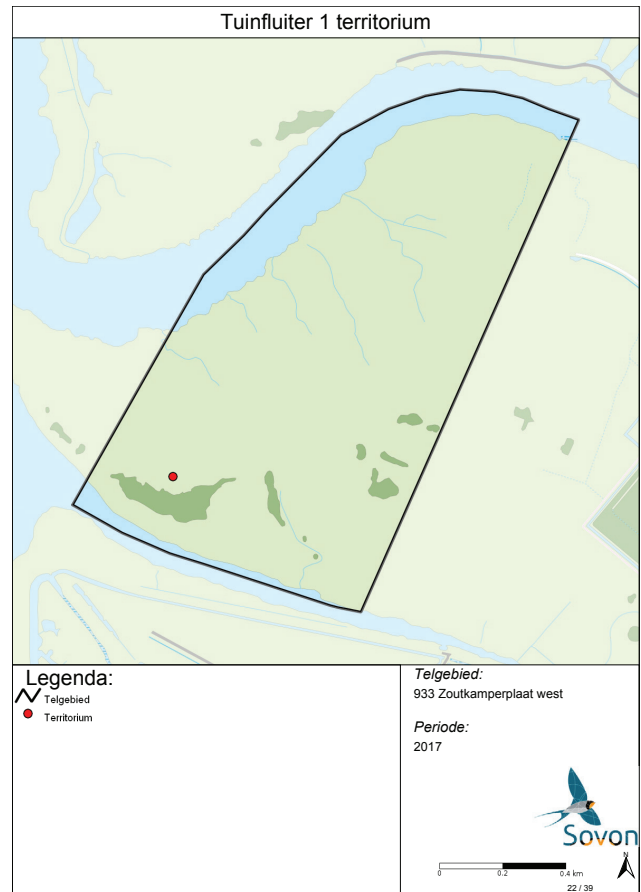 Tuinfluiter 1 territorium
Legenda:
Telgebied
Territorium
Telgebied:
933 Zoutkamperplaat west
Periode:
2017
Sovon
N
0 0.2 0.4 km
22 / 39